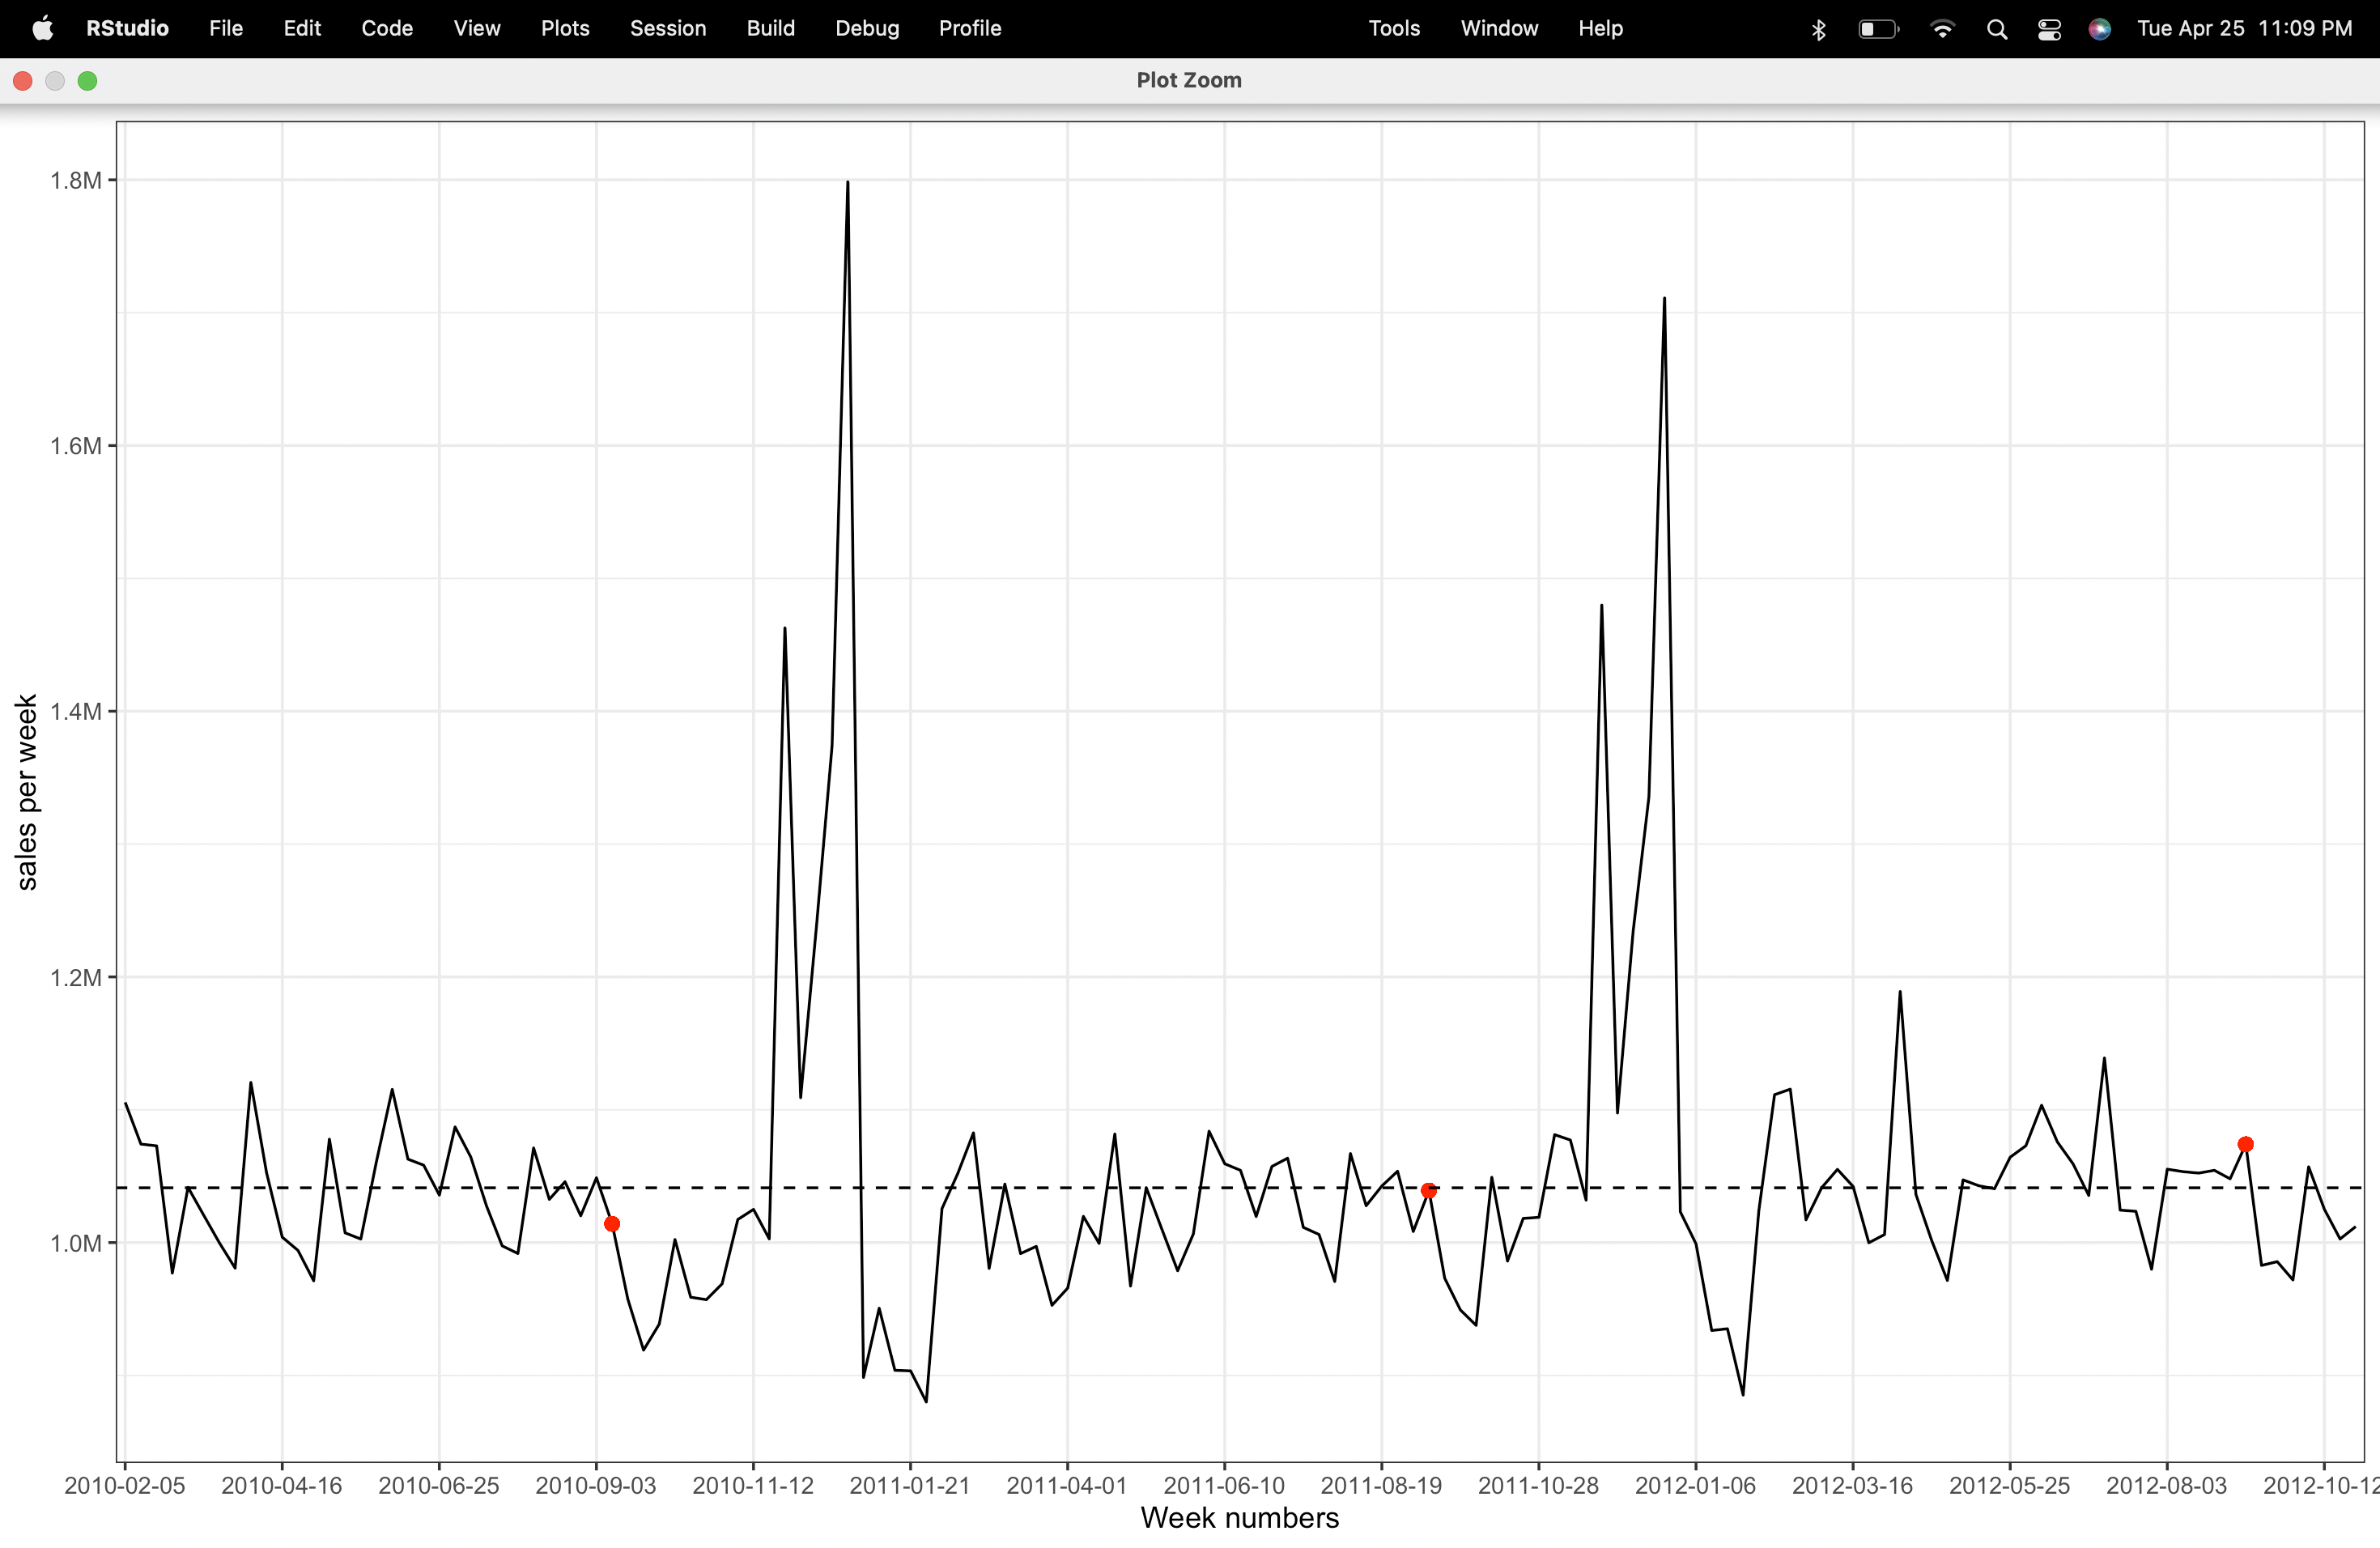 RStudio File Edit Code View Plots Session Build Debug Profile Tools Window Help Tue Apr 25 11:09 PM
Plot Zoom
1.8M
1.6M
1.4M
1.2M
1.0M
sales per week
2010-02-05 2010-04-16 2010-06-25 2010-09-03 2010-11-12 2011-01-21 2011-04-01 2011-06-10 2011-08-19 2011-10-28 2012-01-06 2012-03-16 2012-05-25 2012-08-03 2012-10-12
Week numbers